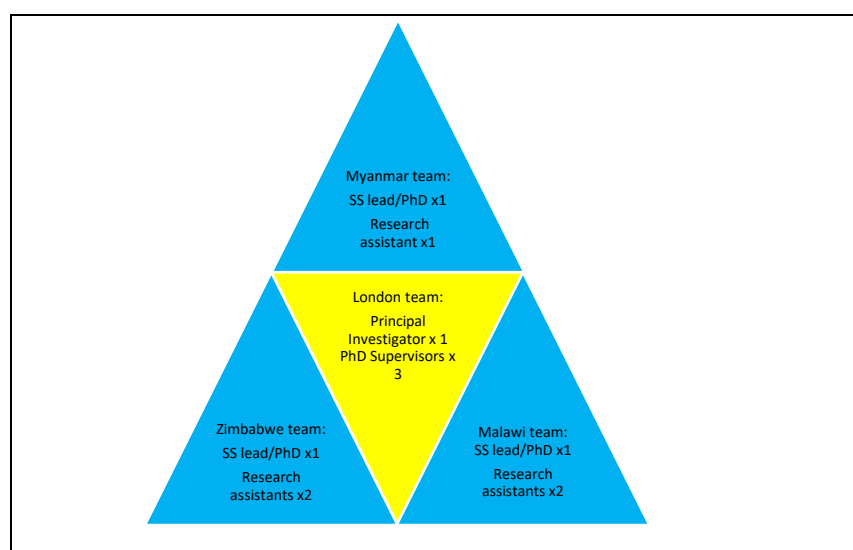 Myanmar team:
SS lead/PhD x1
Research
assistant x1
London team:
Principal
Investigator x 1
PhD Supervisors x
3
Zimbabwe team:
SS lead/PhD x1
Research
assistants x2
Malawi team:
SS lead/PhD x1
Research
assistants x2